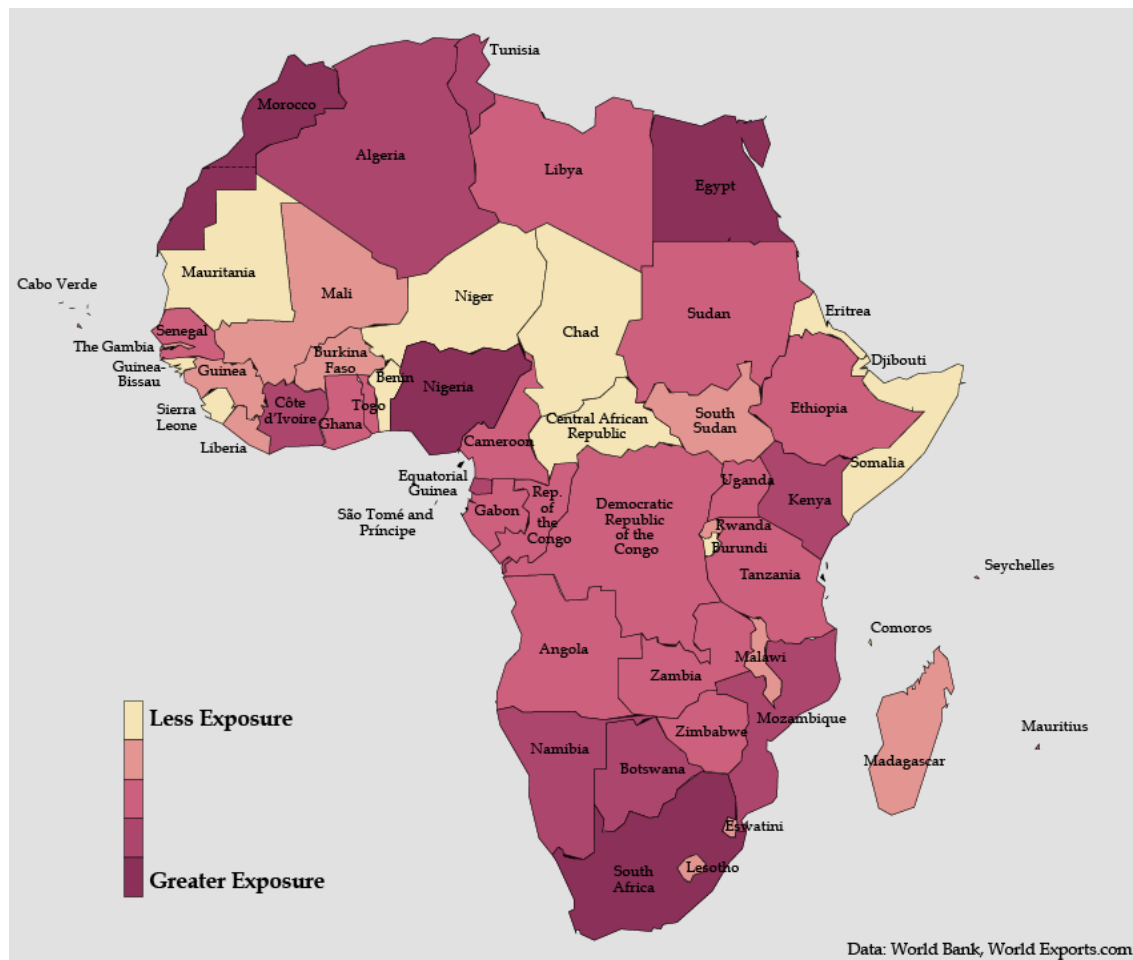 Tunisia
Morocco
Algeria
Libya
Egypt
Mauritania
Cabo Verde
Mali
Niger
Chad
Sudan
Eritrea
Senegal
The Gambia
Guinea-
Bissau
Guinea
Burkina
Faso
Benin
Nigeria
Djibouti
Sierra
Leone
Côte
d'Ivoire
Ghana
Togo
Liberia
Cameroon
Central African
Republic
South
Sudan
Ethiopia
Somalia
Equatorial
Guinea
São Tomé and
Príncipe
Gabon
Rep.
of
the
Congo
Democratic
Republic
of the
Congo
Uganda
Kenya
Rwanda
Burundi
Tanzania
Seychelles
Comoros
Angola
Zambia
Malawi
Mozambique
Mauritius
Zimbabwe
Namibia
Botswana
Madagascar
Eswatini
South
Africa
Lesotho
Less Exposure
Greater Exposure
Data: World Bank, World Exports.com